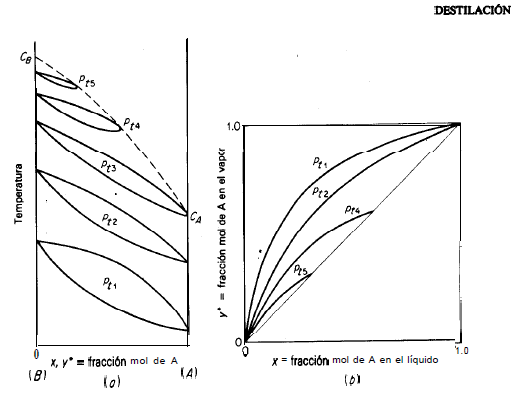 DESTILACIÓN
C_B
P_t5
P_t4
P_t3
C_A
P_t2
P_t1
Temperatura
0
x, y* = fracción mol de A
(B)
(a)
(A)
1.0
P_t1
P_t2
P_t4
P_t5
y* = fracción mol de A en el vapor
0
0
1.0
x = fracción mol de A en el líquido
(b)